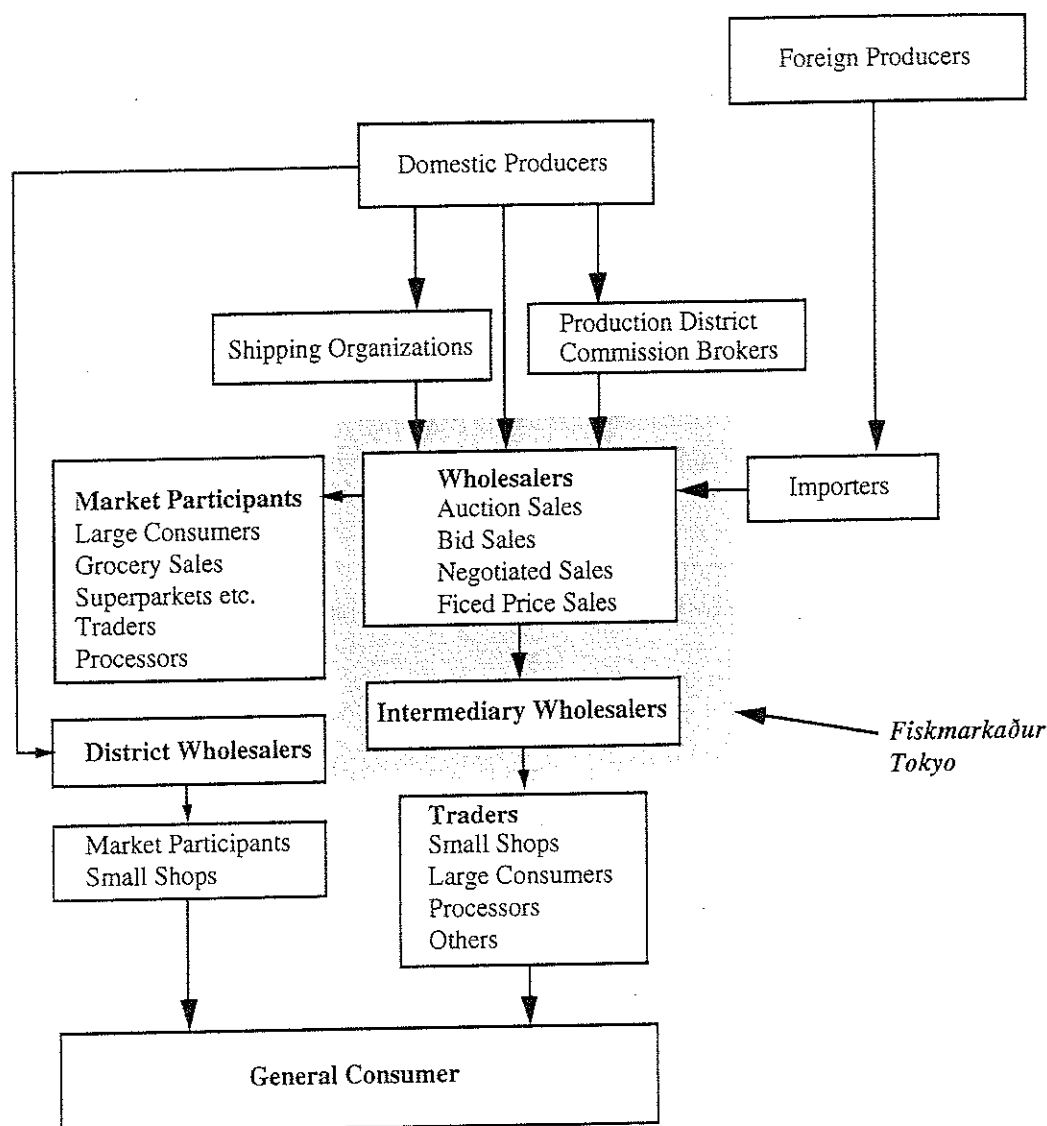 Foreign Producers
Domestic Producers
Shipping Organizations
Production District
Commission Brokers
Market Participants
Large Consumers
Grocery Sales
Superparkets etc.
Traders
Processors
Wholesalers
Auction Sales
Bid Sales
Negotiated Sales
Ficed Price Sales
Importers
Intermediary Wholesalers
Fiskmarkaður
Tokyo
District Wholesalers
Market Participants
Small Shops
Traders
Small Shops
Large Consumers
Processors
Others
General Consumer